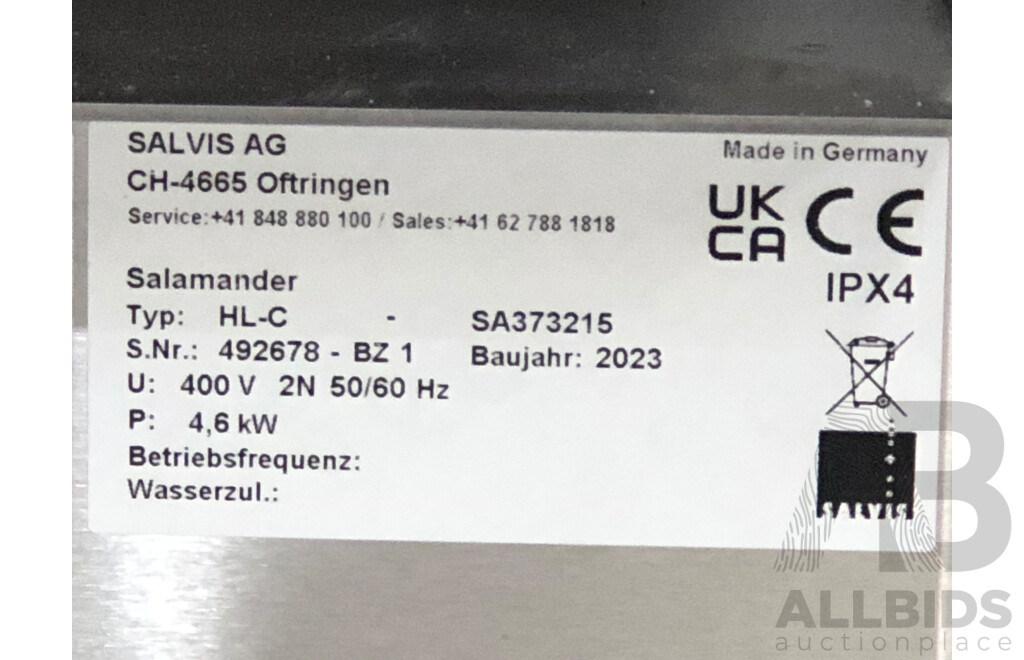 SALVIS AG
CH-4665 Oftringen
Service:+41 848 880 100 / Sales:+41 62 788 1818
Made in Germany
UK
CA CE
IPX4
Salamander
Typ: HL-C - SA373215
S.Nr.: 492678 - BZ 1 Baujahr: 2023
U: 400 V 2N 50/60 Hz
P: 4,6 kW
Betriebsfrequenz:
Wasserzul.:
SALVIS
AB
ALLBIDS
auctionplace